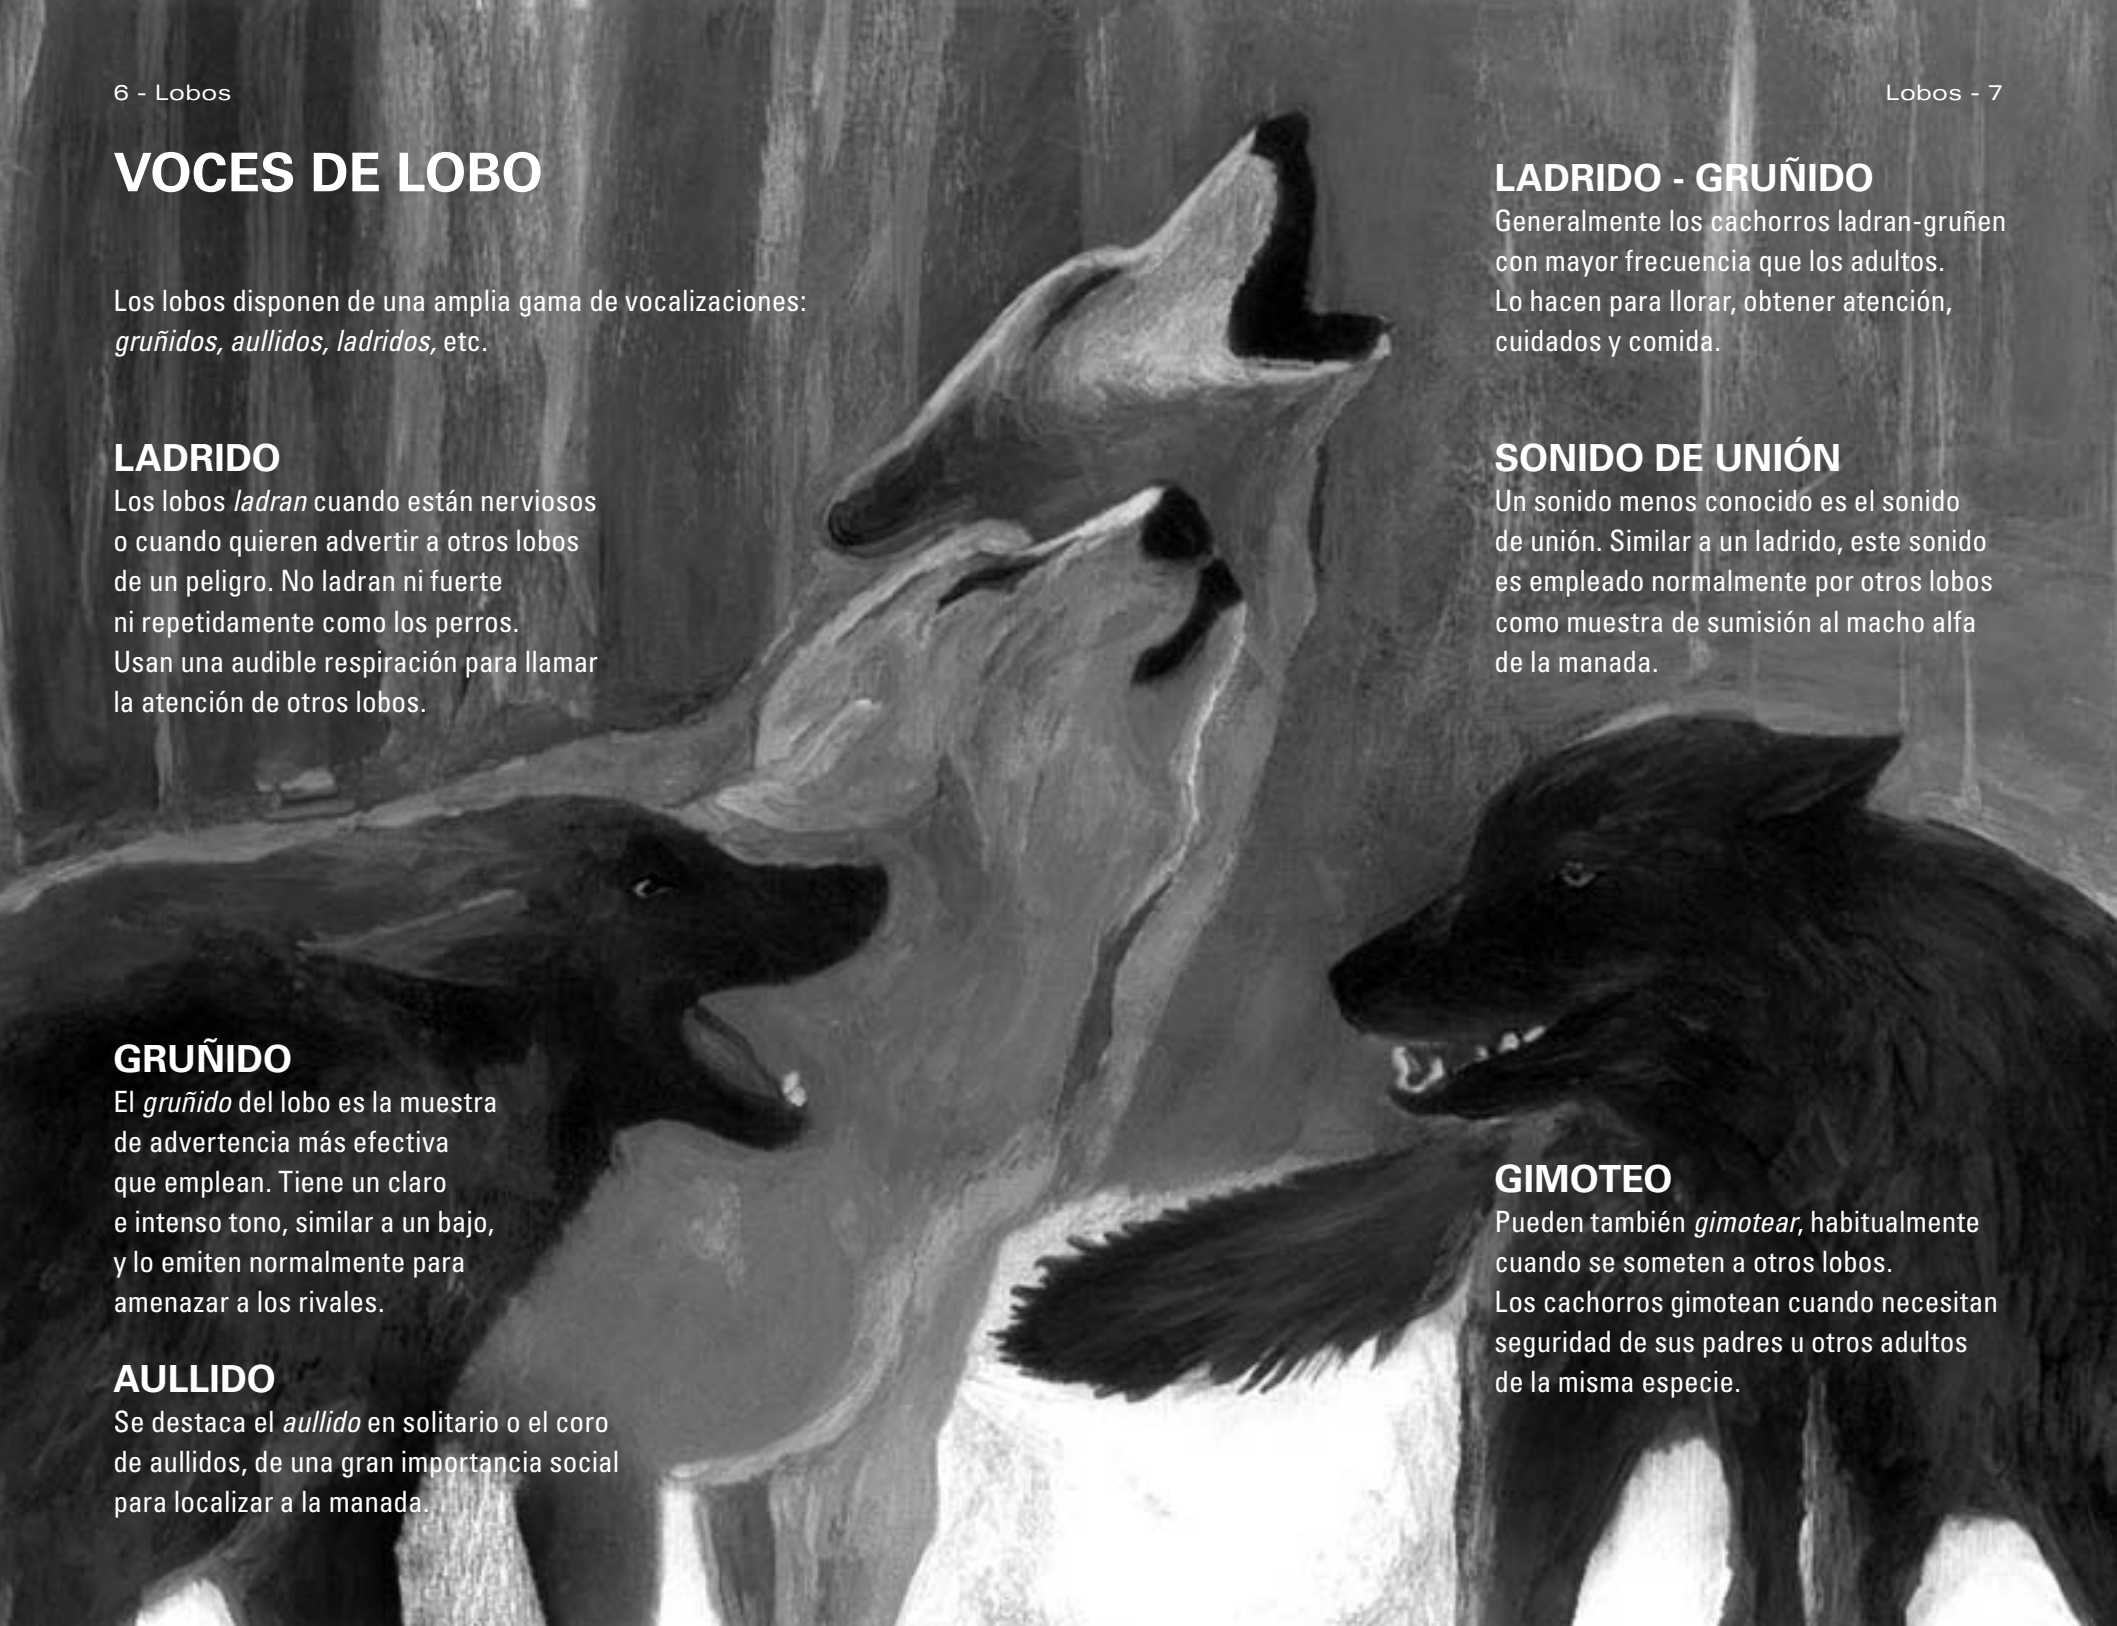 6 - Lobos
VOCES DE LOBO
Los lobos disponen de una amplia gama de vocalizaciones:
gruñidos, aullidos, ladridos, etc.
LADRIDO
Los lobos ladran cuando están nerviosos
o cuando quieren advertir a otros lobos
de un peligro. No ladran ni fuerte
ni repetidamente como los perros.
Usan una audible respiración para llamar
la atención de otros lobos.
GRUÑIDO
El gruñido del lobo es la muestra
de advertencia más efectiva
que emplean. Tiene un claro
e intenso tono, similar a un bajo,
y lo emiten normalmente para
amenazar a los rivales.
AULLIDO
Se destaca el aullido en solitario o el coro
de aullidos, de una gran importancia social
para localizar a la manada.
Lobos - 7
LADRIDO - GRUÑIDO
Generalmente los cachorros ladran-gruñen
con mayor frecuencia que los adultos.
Lo hacen para llorar, obtener atención,
cuidados y comida.
SONIDO DE UNIÓN
Un sonido menos conocido es el sonido
de unión. Similar a un ladrido, este sonido
es empleado normalmente por otros lobos
como muestra de sumisión al macho alfa
de la manada.
GIMOTEO
Pueden también gimotear, habitualmente
cuando se someten a otros lobos.
Los cachorros gimotean cuando necesitan
seguridad de sus padres u otros adultos
de la misma especie.